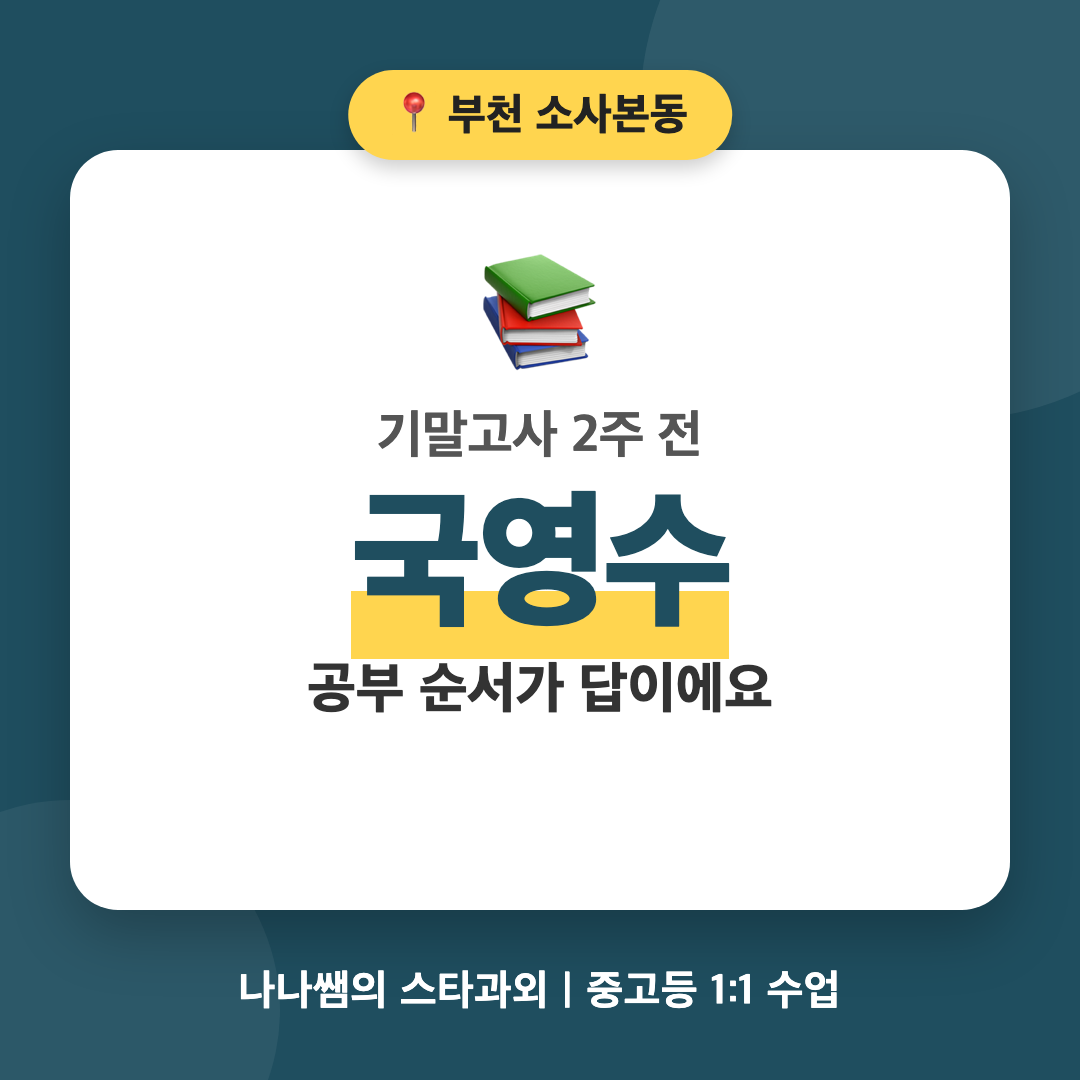 부천 소사본동
기말고사 2주 전
국영수
공부 순서가 답이에요
나나쌤의 스타과외 | 중고등 1:1 수업